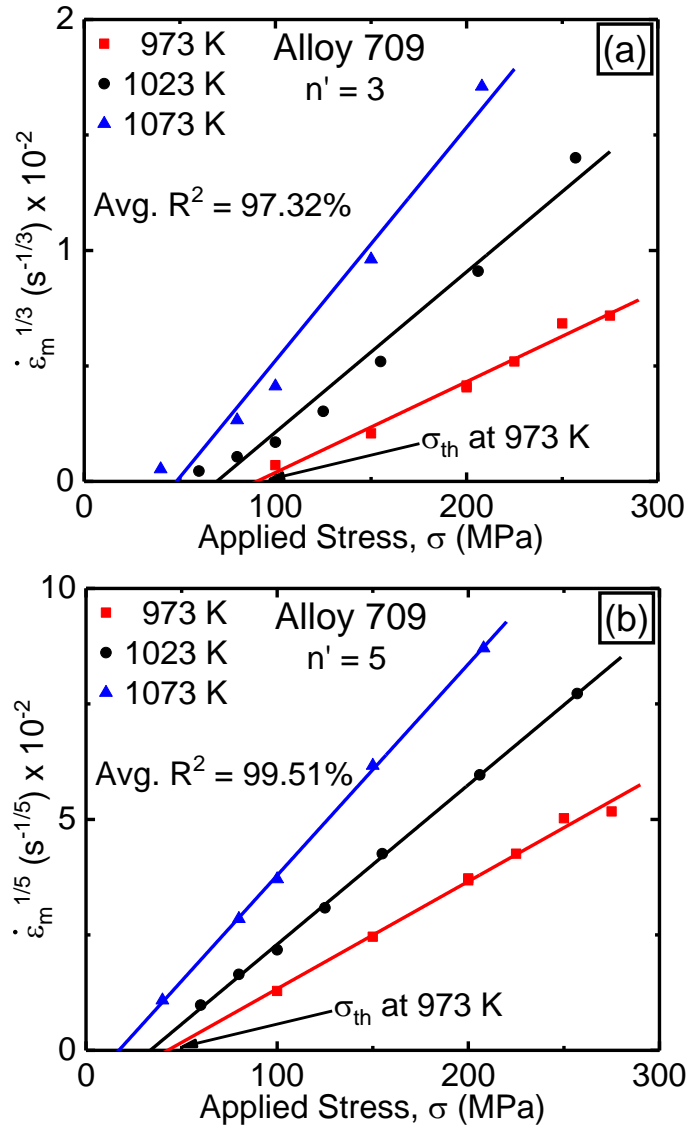 2
Alloy 709
(a)
973 K
n' = 3
1023 K
1073 K
Avg. R² = 97.32%
1
ε̇ₘ^1/3 (s^-1/3) x 10^-2
σth at 973 K
0
0 100 200 300
Applied Stress, σ (MPa)
10
Alloy 709
(b)
973 K
n' = 5
1023 K
1073 K
Avg. R² = 99.51%
5
ε̇ₘ^1/5 (s^-1/5) x 10^-2
σth at 973 K
0
0 100 200 300
Applied Stress, σ (MPa)